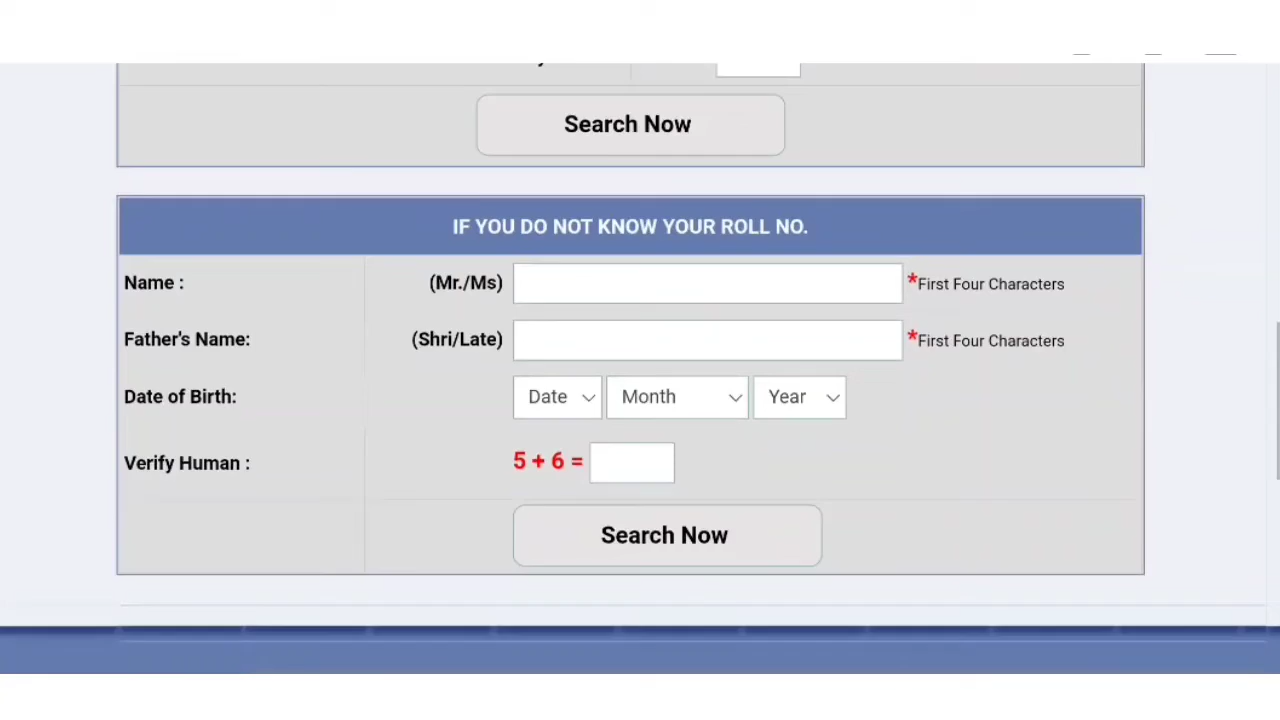 Search Now
IF YOU DO NOT KNOW YOUR ROLL NO.
Name : (Mr./Ms) *First Four Characters
Father's Name: (Shri/Late) *First Four Characters
Date of Birth: Date Month Year
Verify Human : 5 + 6 =
Search Now